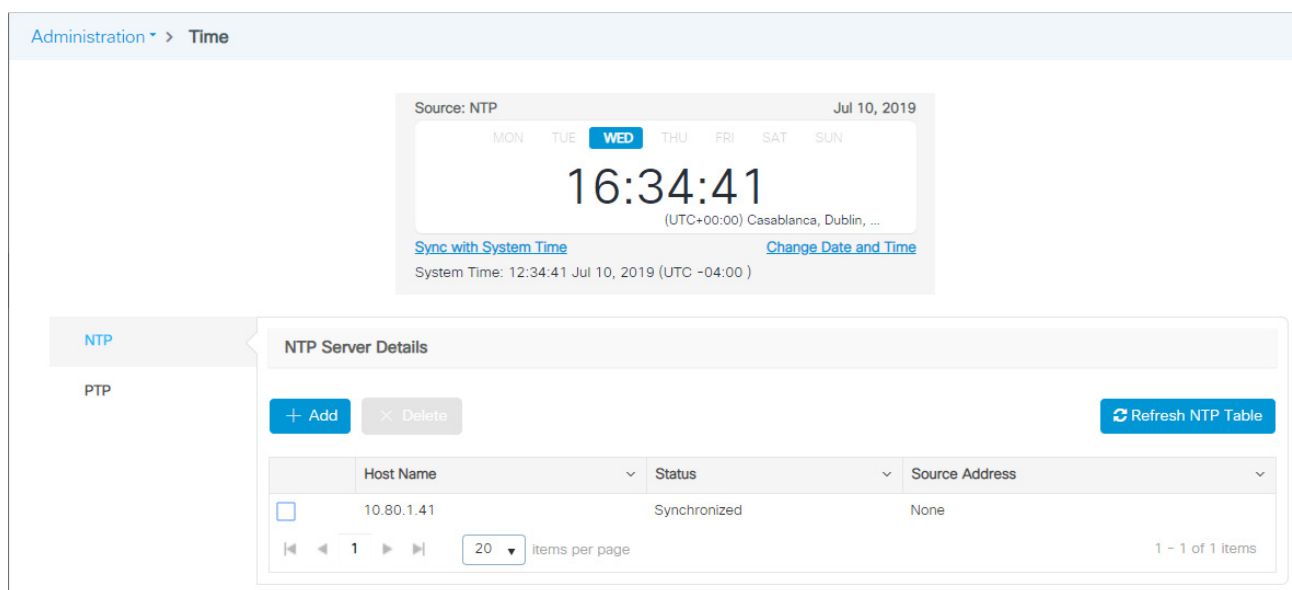 Administration > Time
Source: NTP Jul 10, 2019
MON TUE WED THU FRI SAT SUN
16:34:41
(UTC+00:00) Casablanca, Dublin, ...
Sync with System Time Change Date and Time
System Time: 12:34:41 Jul 10, 2019 (UTC -04:00 )
NTP
PTP
NTP Server Details
+ Add × Delete Refresh NTP Table
Host Name Status Source Address
10.80.1.41 Synchronized None
1 20 items per page 1 - 1 of 1 items